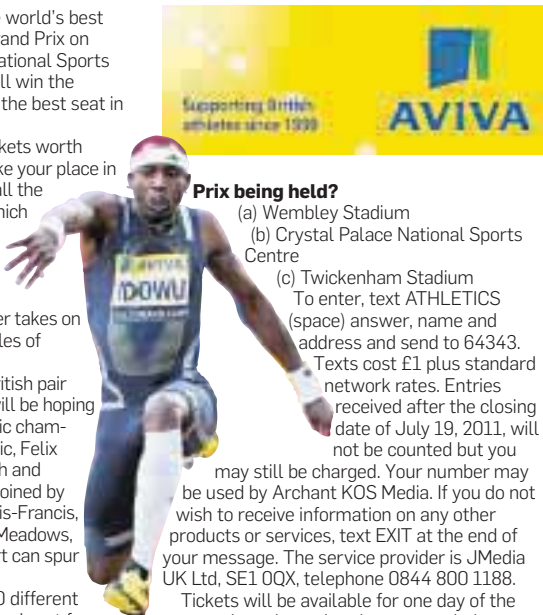 e world's best
and Prix on
ational Sports
ll win the
the best seat in
kets worth
ke your place in
all the
hich
er takes on
les of
itish pair
will be hoping
ic cham-
ic, Felix
h and
oined by
is-Francis,
Meadows,
rt can spur
0 different
Supporting British
athletes since 1999
AVIVA
AVIVA
IDOWU
Prix being held?
(a) Wembley Stadium
(b) Crystal Palace National Sports
Centre
(c) Twickenham Stadium
To enter, text ATHLETICS
(space) answer, name and
address and send to 64343.
Texts cost £1 plus standard
network rates. Entries
received after the closing
date of July 19, 2011, will
not be counted but you
may still be charged. Your number may
be used by Archant KOS Media. If you do not
wish to receive information on any other
products or services, text EXIT at the end of
your message. The service provider is JMedia
UK Ltd, SE1 0QX, telephone 0844 800 1188.
Tickets will be available for one day of the